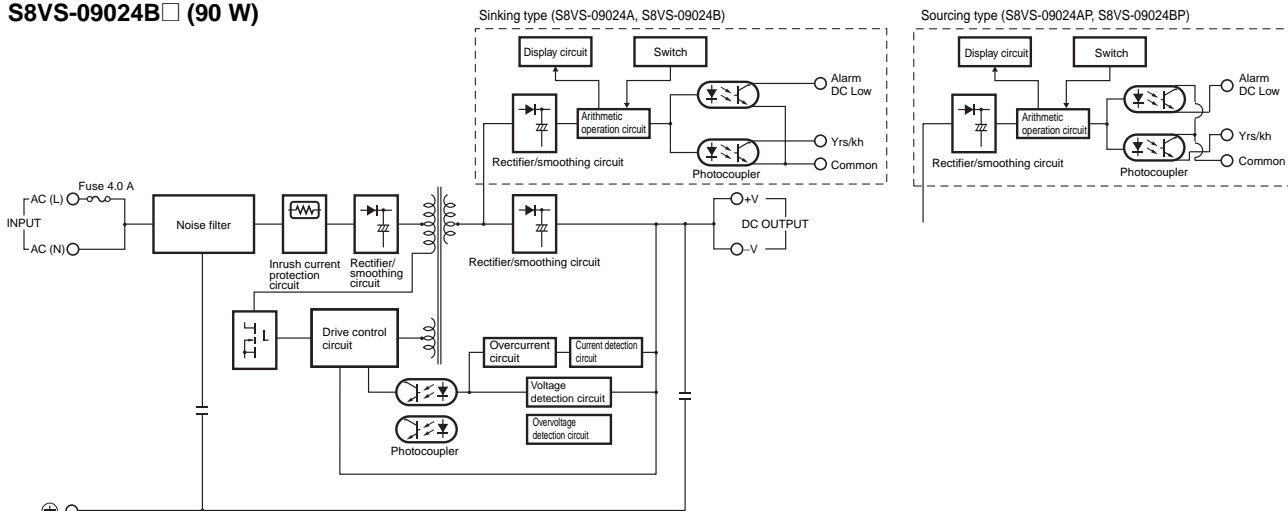 S8VS-09024B□ (90 W)
Sinking type (S8VS-09024A, S8VS-09024B)
Display circuit
Switch
Arithmetic
operation circuit
Rectifier/smoothing circuit
Photocoupler
Alarm
DC Low
Yrs/kh
Common
Sourcing type (S8VS-09024AP, S8VS-09024BP)
Display circuit
Switch
Arithmetic
operation circuit
Rectifier/smoothing circuit
Photocoupler
Alarm
DC Low
Yrs/kh
Common
Fuse 4.0 A
AC (L)
INPUT
AC (N)
Noise filter
Inrush current
protection
circuit
Rectifier/
smoothing
circuit
Rectifier/smoothing circuit
+V
DC OUTPUT
–V
Drive control
circuit
Overcurrent
circuit
Current detection
circuit
Voltage
detection circuit
Overvoltage
detection circuit
Photocoupler